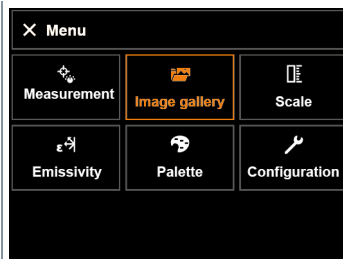 ✕ Menu
Measurement
Image gallery
Scale
Emissivity
Palette
Configuration